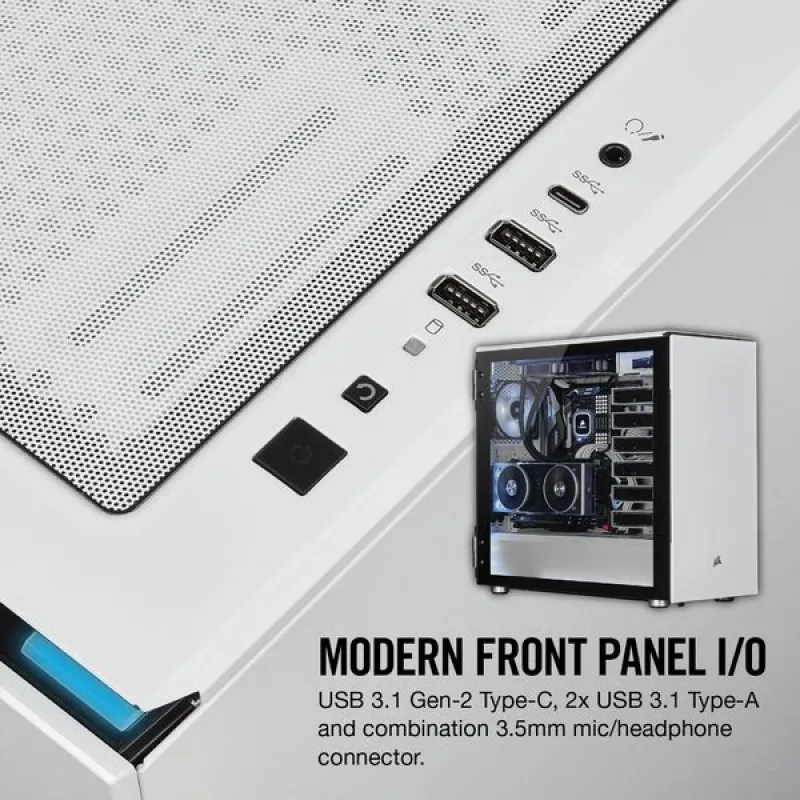 MODERN FRONT PANEL I/O
USB 3.1 Gen-2 Type-C, 2x USB 3.1 Type-A
and combination 3.5mm mic/headphone
connector.